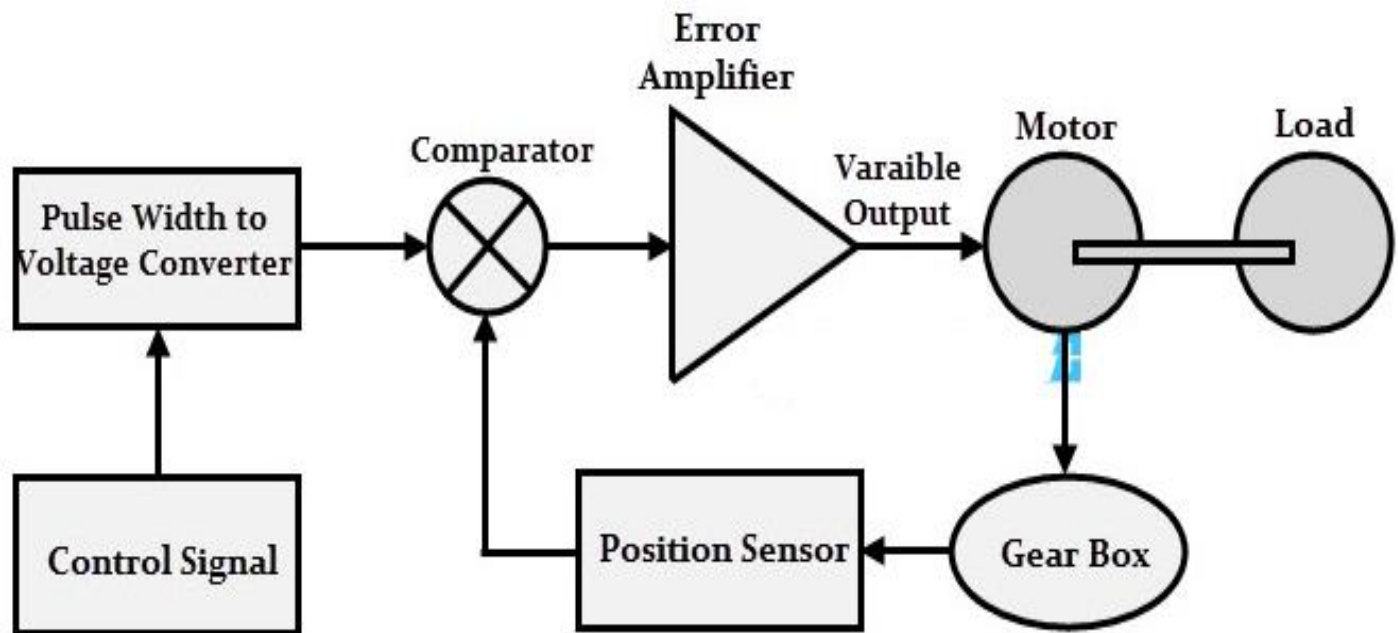 Error
Amplifier
Motor
Load
Comparator
Varaible
Output
Pulse Width to
Voltage Converter
Control Signal
Position Sensor
Gear Box